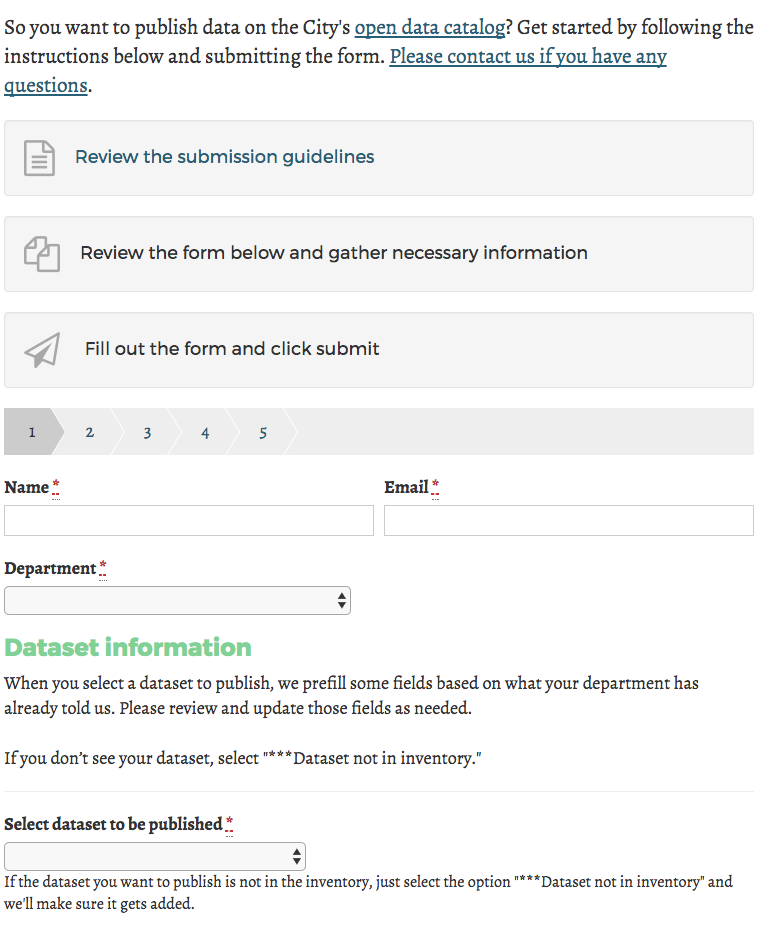 So you want to publish data on the City's open data catalog? Get started by following the
instructions below and submitting the form. Please contact us if you have any
questions.
Review the submission guidelines
Review the form below and gather necessary information
Fill out the form and click submit
1 2 3 4 5
Name * Email *
Department *
Dataset information
When you select a dataset to publish, we prefill some fields based on what your department has
already told us. Please review and update those fields as needed.
If you don’t see your dataset, select "***Dataset not in inventory."
Select dataset to be published *
If the dataset you want to publish is not in the inventory, just select the option "***Dataset not in inventory" and
we'll make sure it gets added.